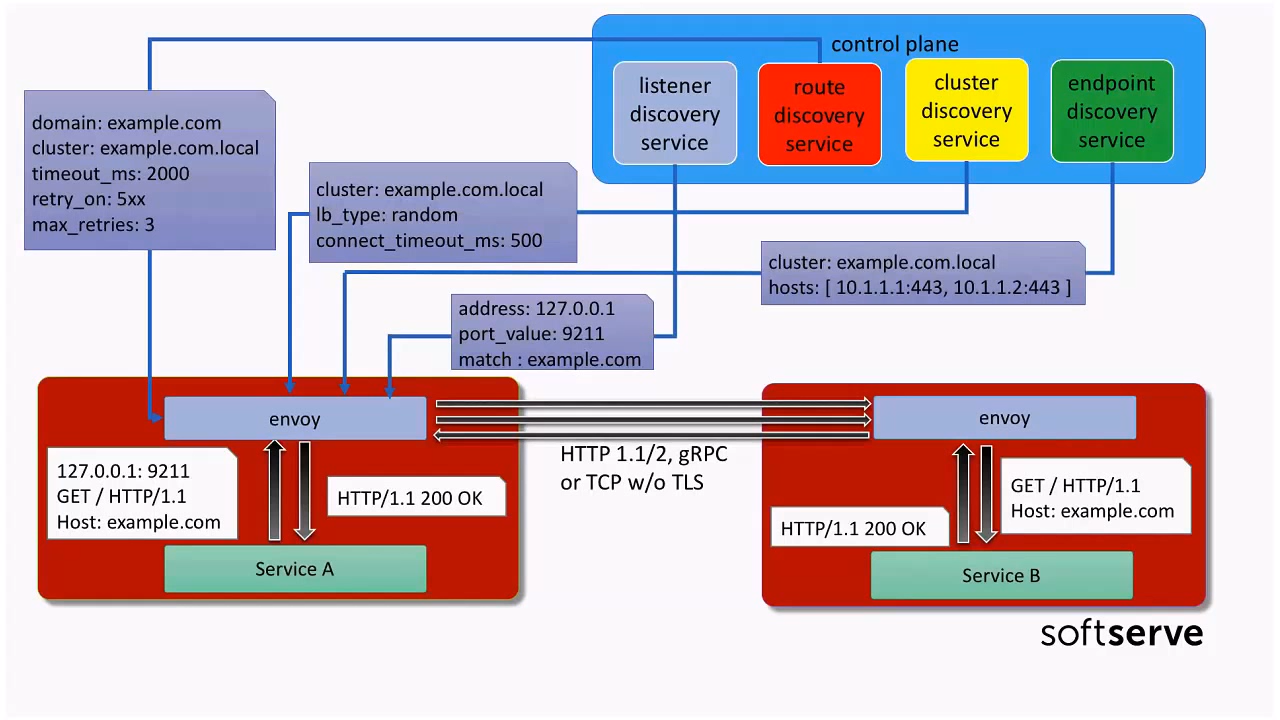 control plane
listener
discovery
service
route
discovery
service
cluster
discovery
service
endpoint
discovery
service
domain: example.com
cluster: example.com.local
timeout_ms: 2000
retry_on: 5xx
max_retries: 3
cluster: example.com.local
lb_type: random
connect_timeout_ms: 500
cluster: example.com.local
hosts: [ 10.1.1.1:443, 10.1.1.2:443 ]
address: 127.0.0.1
port_value: 9211
match : example.com
envoy
127.0.0.1: 9211
GET / HTTP/1.1
Host: example.com
HTTP/1.1 200 OK
Service A
HTTP 1.1/2, gRPC
or TCP w/o TLS
envoy
GET / HTTP/1.1
Host: example.com
HTTP/1.1 200 OK
Service B
softserve